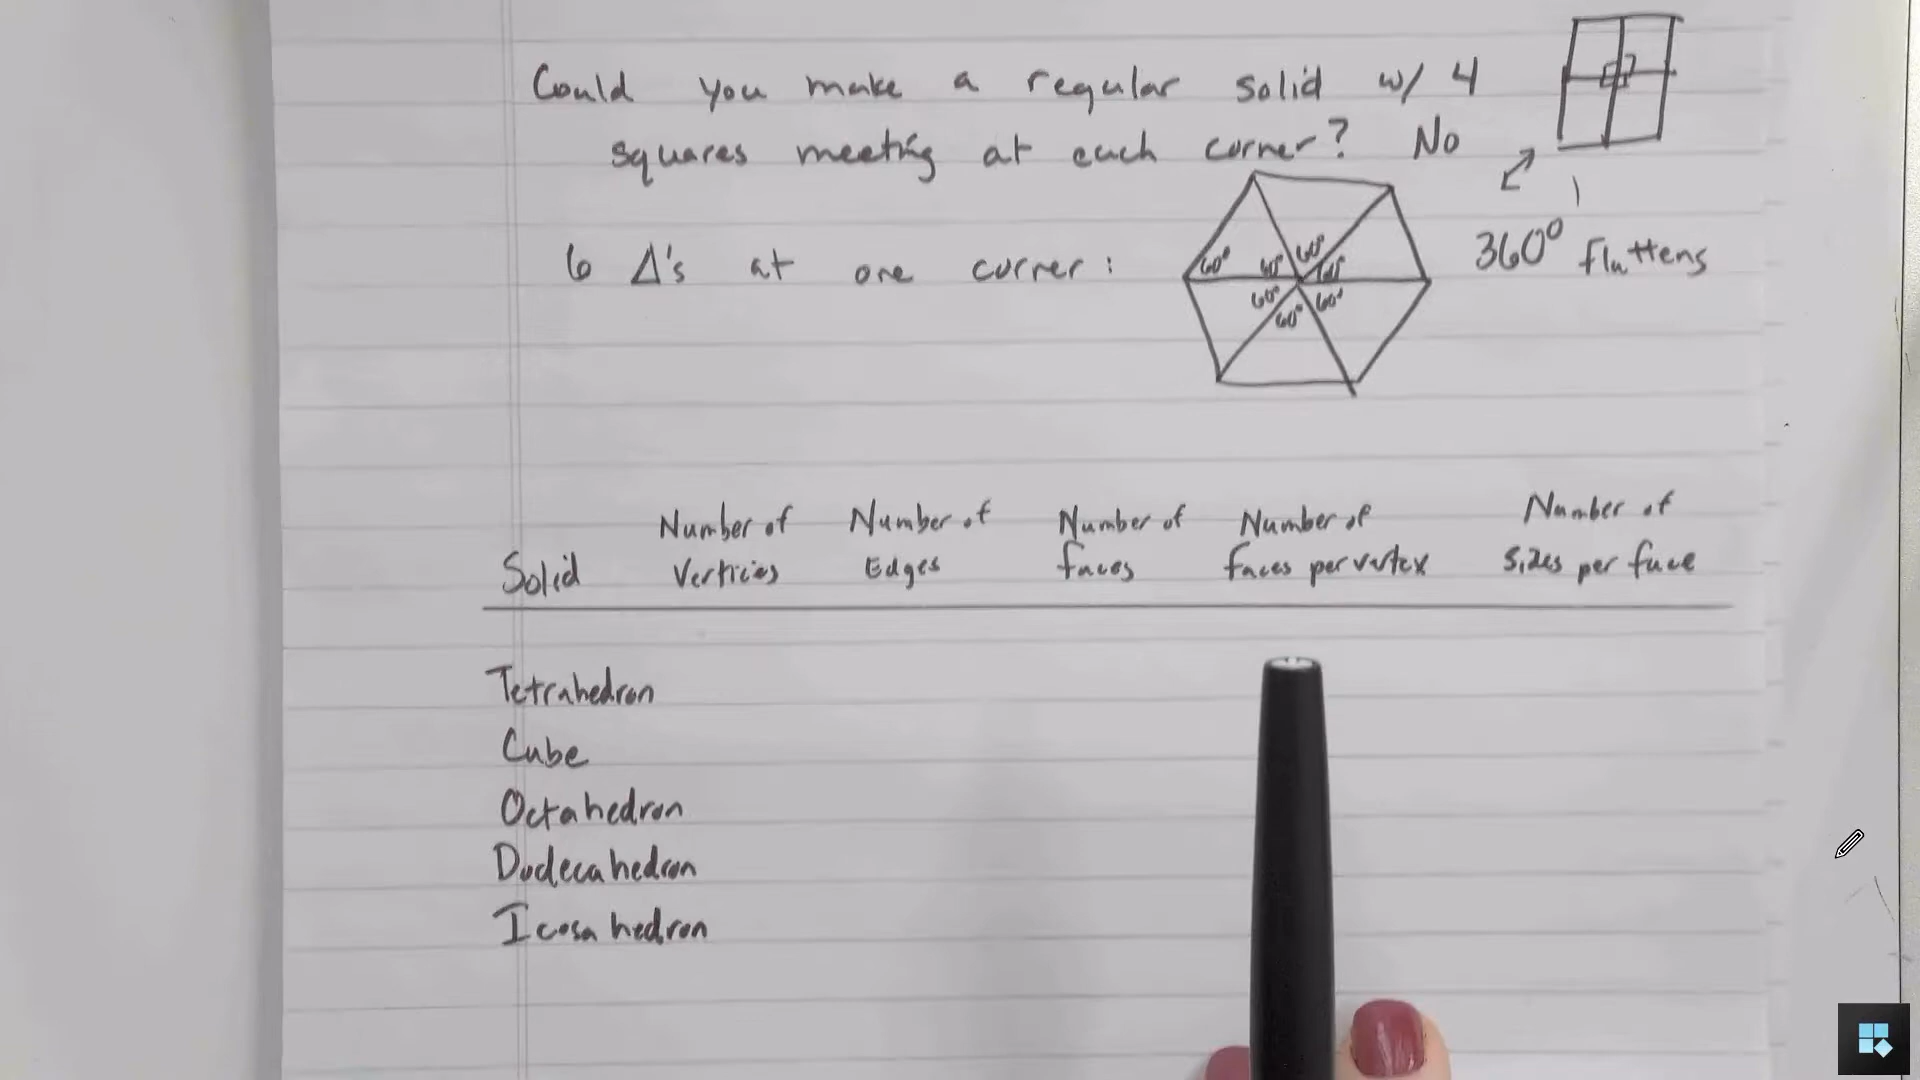 Could you make a regular solid w/ 4
squares meeting at each corner? No
6 Δ's at one corner:
60° 60° 60° 60°
60° 60° 60°
360° flattens
Number of Number of Number of Number of Number of
Solid Verticies Edges faces faces per vertex sides per face
Tetrahedron
Cube
Octahedron
Dodecahedron
Icosahedron